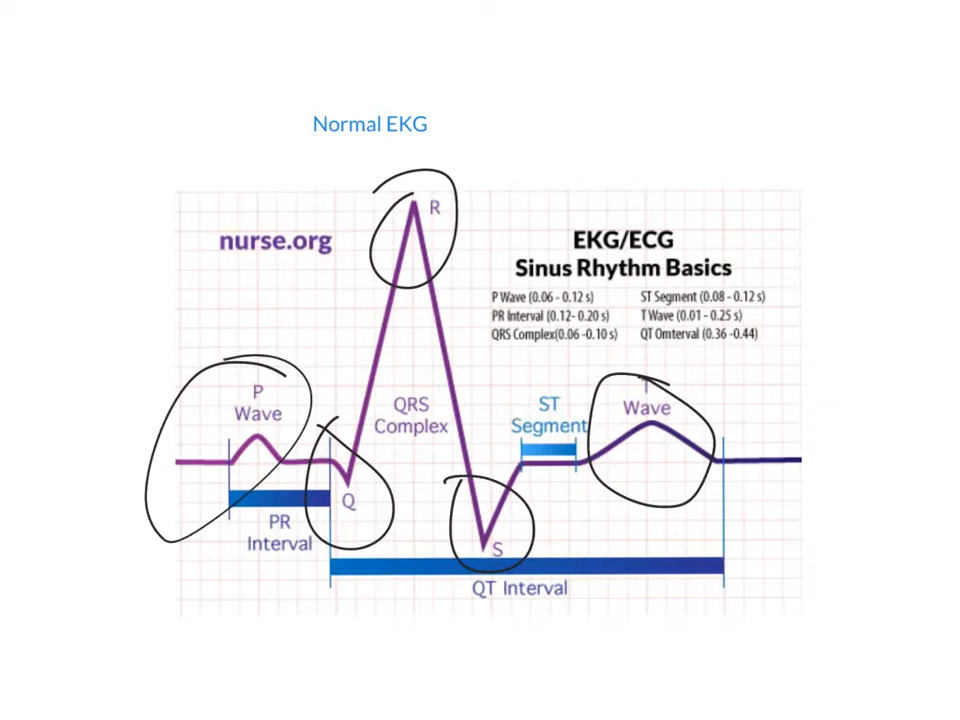 Normal EKG
nurse.org
R
EKG/ECG
Sinus Rhythm Basics
P Wave (0.06 - 0.12 s)
ST Segment (0.08 - 0.12 s)
PR Interval (0.12- 0.20 s)
T Wave (0.01 - 0.25 s)
QRS Complex(0.06 -0.10 s)
QT Omterval (0.36 -0.44)
P
Wave
QRS
Complex
ST
Segment
T
Wave
Q
PR
Interval
S
QT Interval